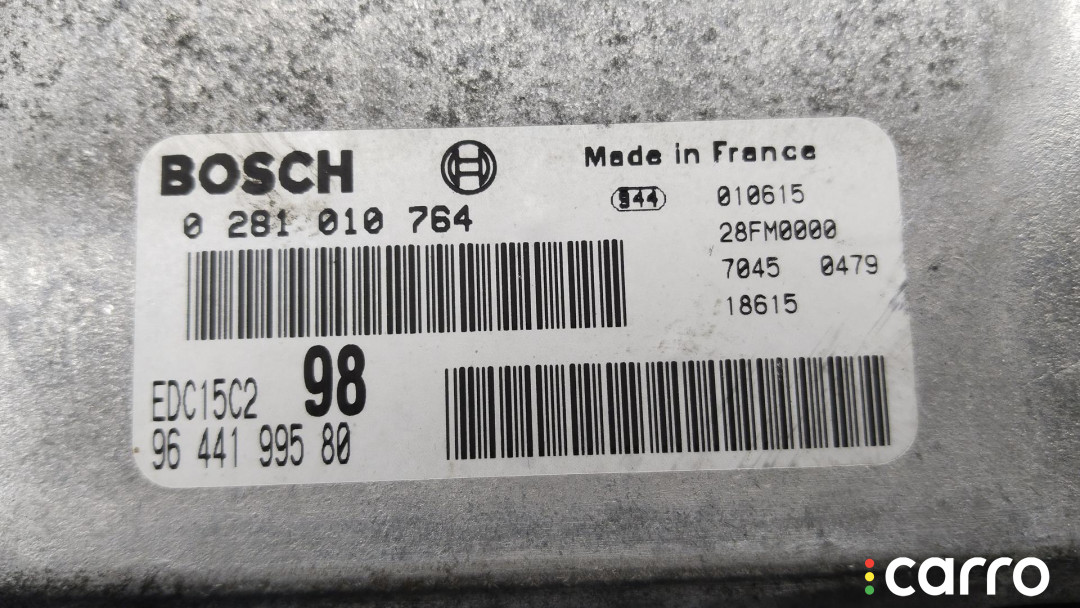 BOSCH
Made in France
0 281 010 764
944
010615
28FM0000
7045 0479
18615
EDC15C2 98
96 441 995 80
carro